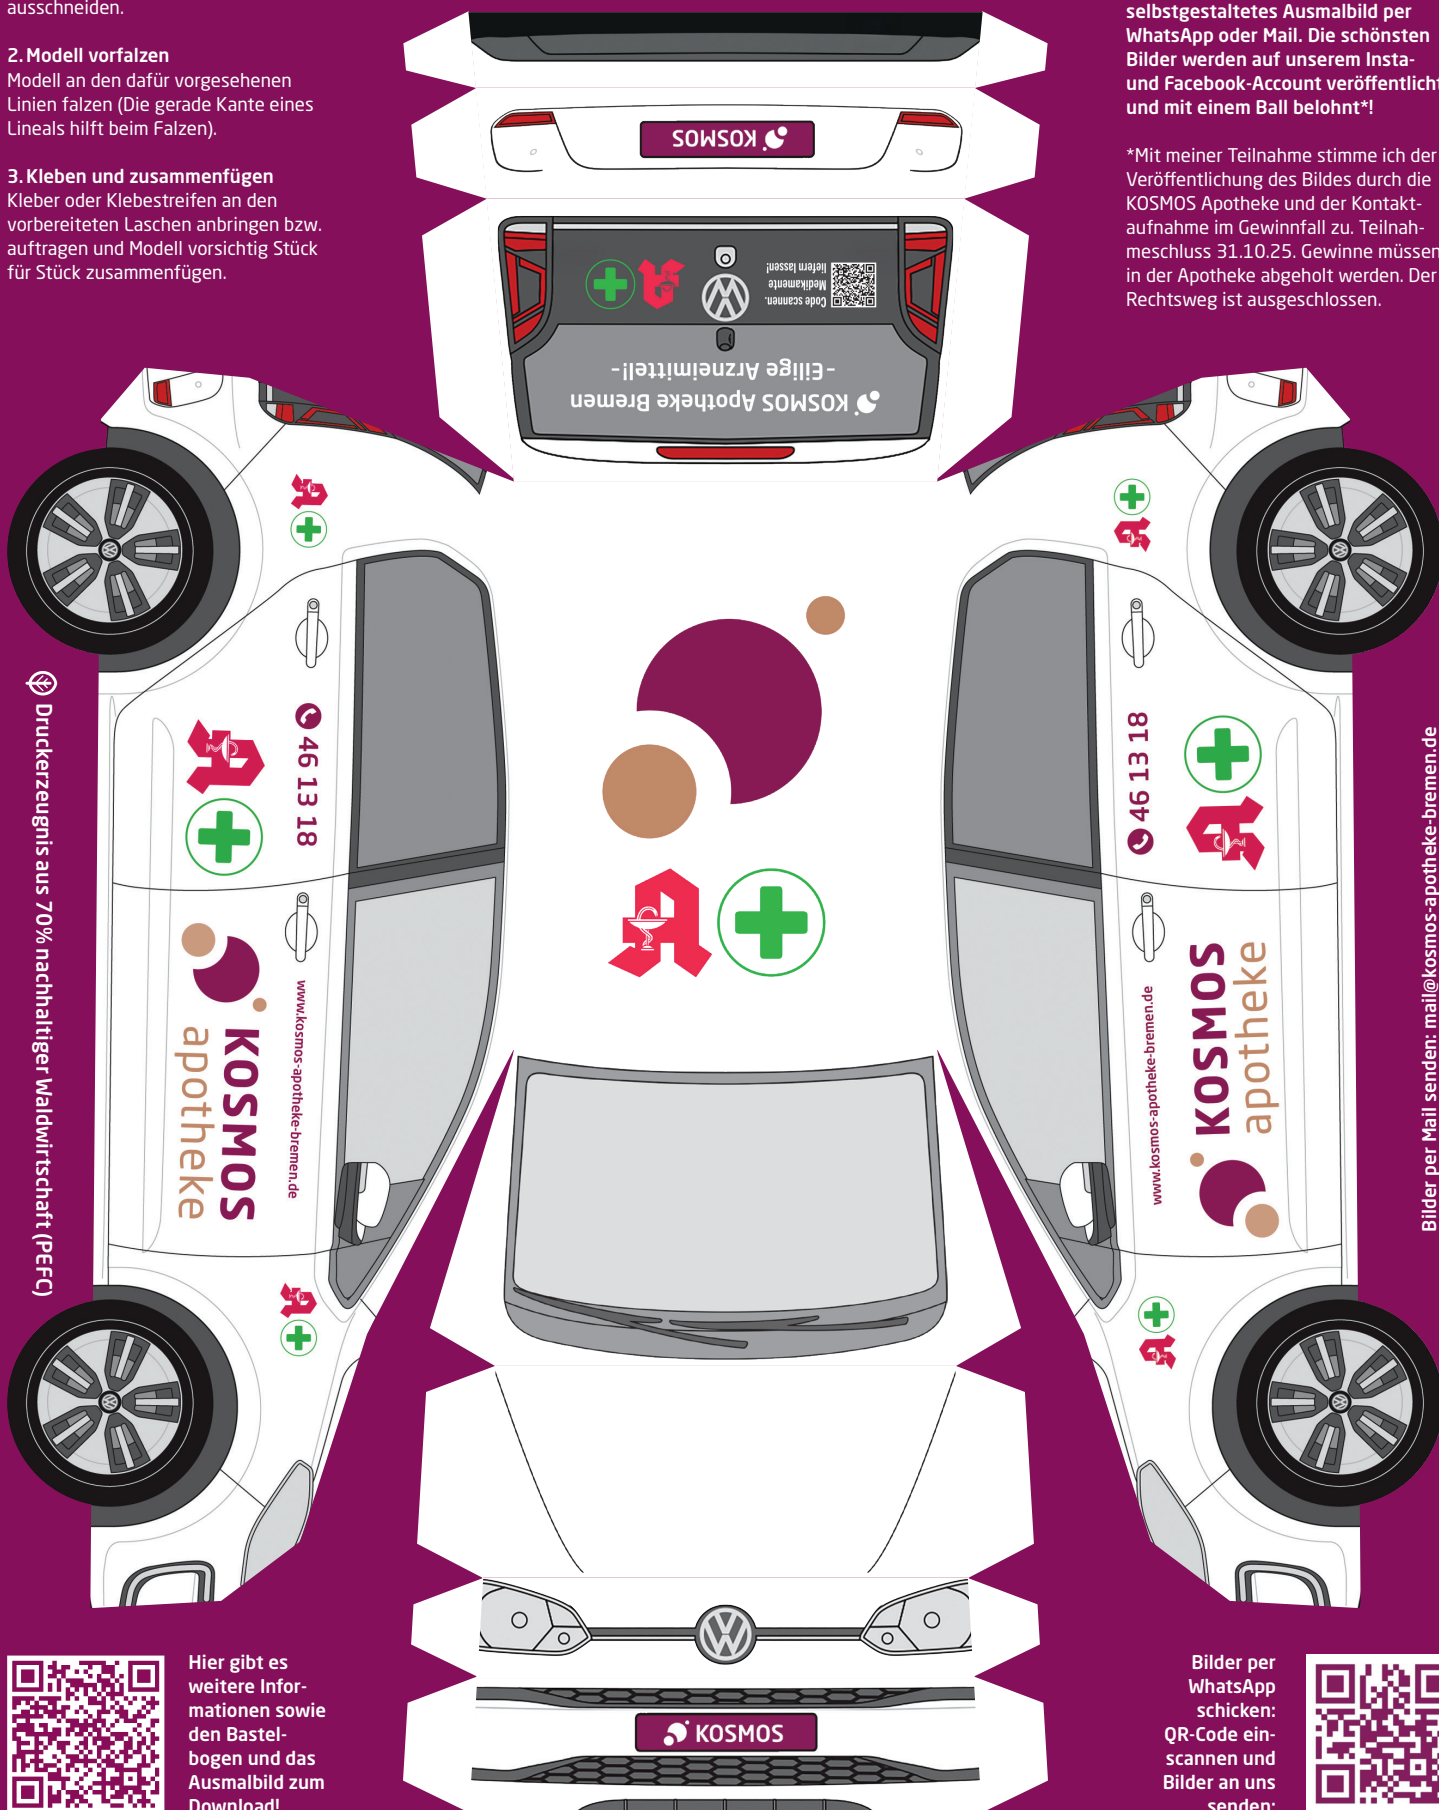 ausschneiden.
2. Modell vorfalzen
Modell an den dafür vorgesehenen
Linien falzen (Die gerade Kante eines
Lineals hilft beim Falzen).
3. Kleben und zusammenfügen
Kleber oder Klebestreifen an den
vorbereiteten Laschen anbringen bzw.
auftragen und Modell vorsichtig Stück
für Stück zusammenfügen.
selbstgestaltetes Ausmalbild per
WhatsApp oder Mail. Die schönsten
Bilder werden auf unserem Insta-
und Facebook-Account veröffentlicht
und mit einem Ball belohnt*!
*Mit meiner Teilnahme stimme ich der
Veröffentlichung des Bildes durch die
KOSMOS Apotheke und der Kontakt-
aufnahme im Gewinnfall zu. Teilnah-
meschluss 31.10.25. Gewinne müssen
in der Apotheke abgeholt werden. Der
Rechtsweg ist ausgeschlossen.
KOSMOS
KOSMOS Apotheke Bremen
-Eilige Arzneimittel!-
Code scannen.
Medikamente
liefern lassen!
46 13 18
www.kosmos-apotheke-bremen.de
KOSMOS
apotheke
46 13 18
www.kosmos-apotheke-bremen.de
KOSMOS
apotheke
Druckerzeugnis aus 70% nachhaltiger Waldwirtschaft (PEFC)
Bilder per Mail senden: mail@kosmos-apotheke-bremen.de
KOSMOS
Hier gibt es
weitere Infor-
mationen sowie
den Bastel-
bogen und das
Ausmalbild zum
Download!
Bilder per
WhatsApp
schicken:
QR-Code ein-
scannen und
Bilder an uns
senden: